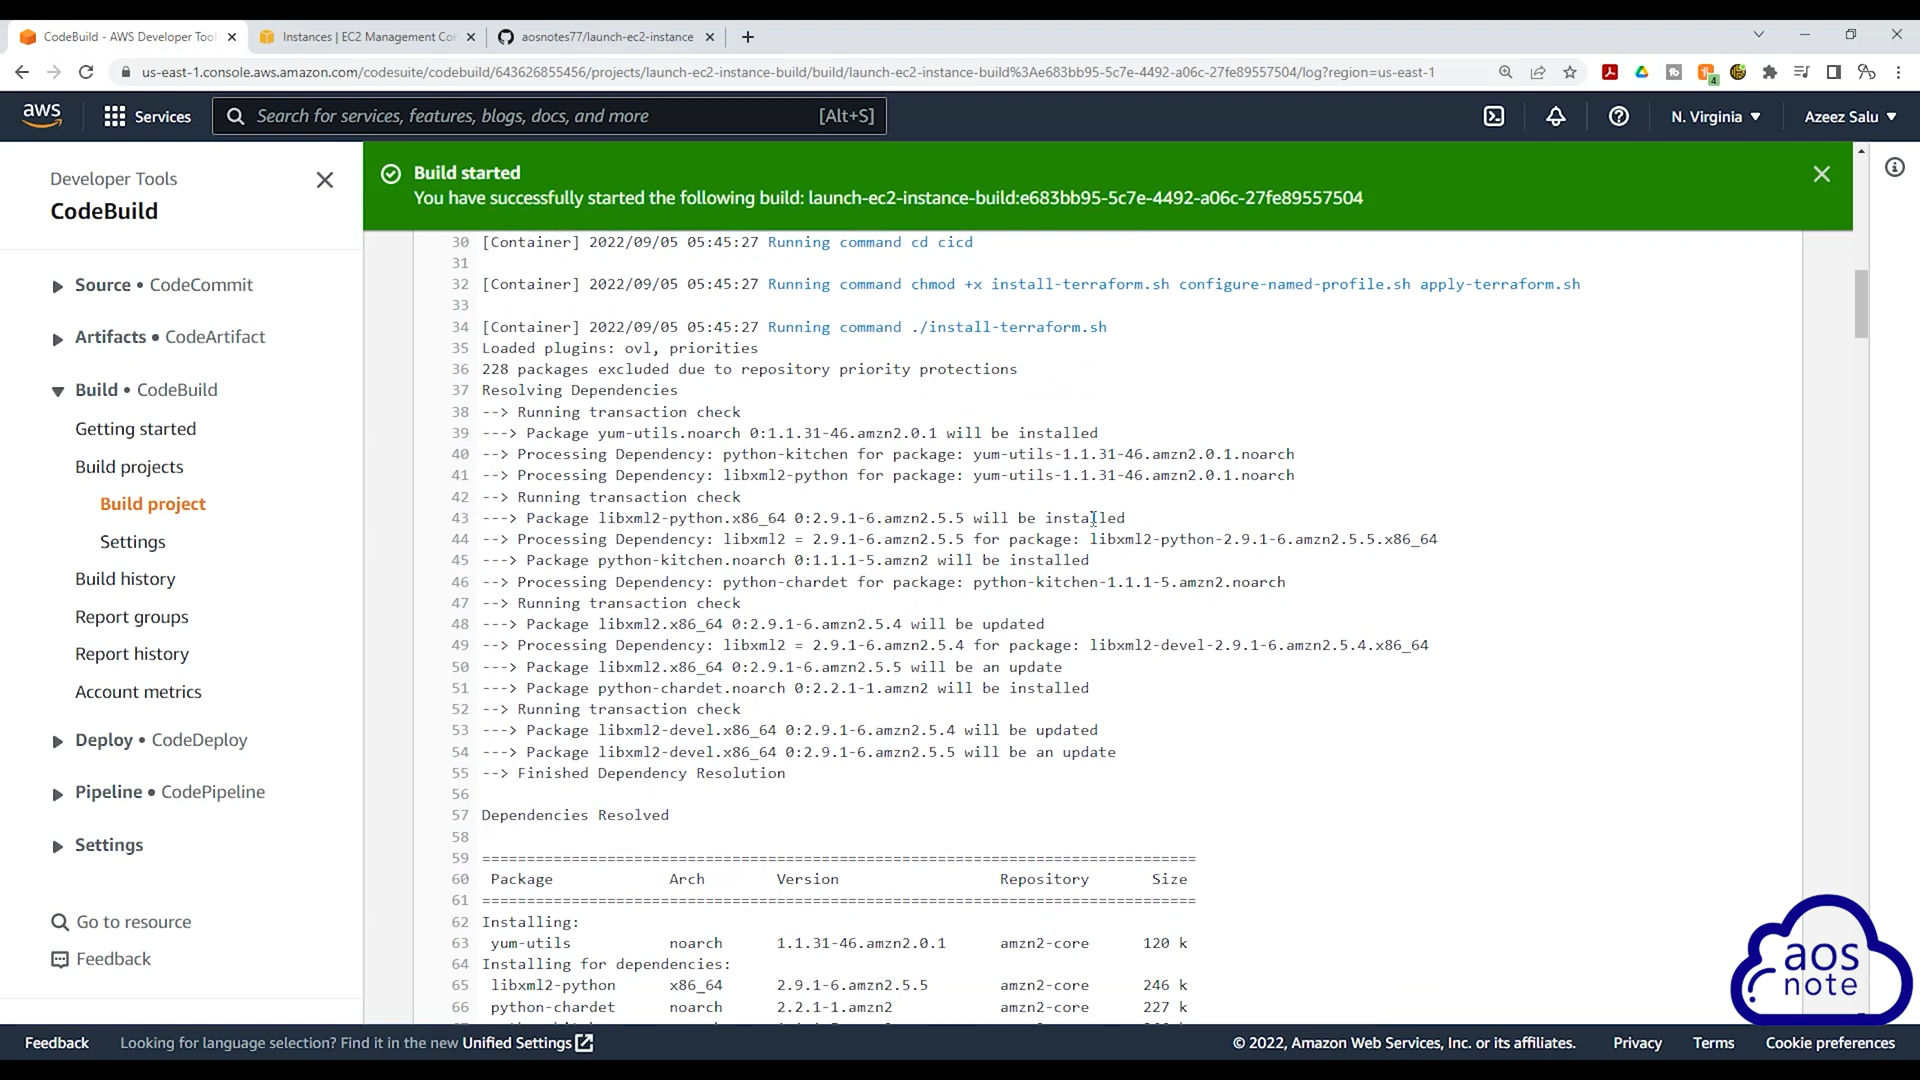 CodeBuild - AWS Developer Tool
Instances | EC2 Management Con
aosnotes77/launch-ec2-instance
us-east-1.console.aws.amazon.com/codesuite/codebuild/643626855456/projects/launch-ec2-instance-build/build/launch-ec2-instance-build%3Ae683bb95-5c7e-4492-a06c-27fe89557504/log?region=us-east-1
4
aws
Services
Search for services, features, blogs, docs, and more
[Alt+S]
N. Virginia
Azeez Salu
Developer Tools
CodeBuild
Source • CodeCommit
Artifacts • CodeArtifact
Build • CodeBuild
Getting started
Build projects
Build project
Settings
Build history
Report groups
Report history
Account metrics
Deploy • CodeDeploy
Pipeline • CodePipeline
Settings
Go to resource
Feedback
Build started
You have successfully started the following build: launch-ec2-instance-build:e683bb95-5c7e-4492-a06c-27fe89557504
30 [Container] 2022/09/05 05:45:27 Running command cd cicd
31
32 [Container] 2022/09/05 05:45:27 Running command chmod +x install-terraform.sh configure-named-profile.sh apply-terraform.sh
33
34 [Container] 2022/09/05 05:45:27 Running command ./install-terraform.sh
35 Loaded plugins: ovl, priorities
36 228 packages excluded due to repository priority protections
37 Resolving Dependencies
38 --> Running transaction check
39 ---> Package yum-utils.noarch 0:1.1.31-46.amzn2.0.1 will be installed
40 --> Processing Dependency: python-kitchen for package: yum-utils-1.1.31-46.amzn2.0.1.noarch
41 --> Processing Dependency: libxml2-python for package: yum-utils-1.1.31-46.amzn2.0.1.noarch
42 --> Running transaction check
43 ---> Package libxml2-python.x86_64 0:2.9.1-6.amzn2.5.5 will be installed
44 --> Processing Dependency: libxml2 = 2.9.1-6.amzn2.5.5 for package: libxml2-python-2.9.1-6.amzn2.5.5.x86_64
45 ---> Package python-kitchen.noarch 0:1.1.1-5.amzn2 will be installed
46 --> Processing Dependency: python-chardet for package: python-kitchen-1.1.1-5.amzn2.noarch
47 --> Running transaction check
48 ---> Package libxml2.x86_64 0:2.9.1-6.amzn2.5.4 will be updated
49 --> Processing Dependency: libxml2 = 2.9.1-6.amzn2.5.4 for package: libxml2-devel-2.9.1-6.amzn2.5.4.x86_64
50 ---> Package libxml2.x86_64 0:2.9.1-6.amzn2.5.5 will be an update
51 ---> Package python-chardet.noarch 0:2.2.1-1.amzn2 will be installed
52 --> Running transaction check
53 ---> Package libxml2-devel.x86_64 0:2.9.1-6.amzn2.5.4 will be updated
54 ---> Package libxml2-devel.x86_64 0:2.9.1-6.amzn2.5.5 will be an update
55 --> Finished Dependency Resolution
56
57 Dependencies Resolved
58
59 ================================================================================
60 Package Arch Version Repository Size
61 ================================================================================
62 Installing:
63 yum-utils noarch 1.1.31-46.amzn2.0.1 amzn2-core 120 k
64 Installing for dependencies:
65 libxml2-python x86_64 2.9.1-6.amzn2.5.5 amzn2-core 246 k
66 python-chardet noarch 2.2.1-1.amzn2 amzn2-core 227 k
aos
note
Feedback
Looking for language selection? Find it in the new Unified Settings
© 2022, Amazon Web Services, Inc. or its affiliates.
Privacy
Terms
Cookie preferences